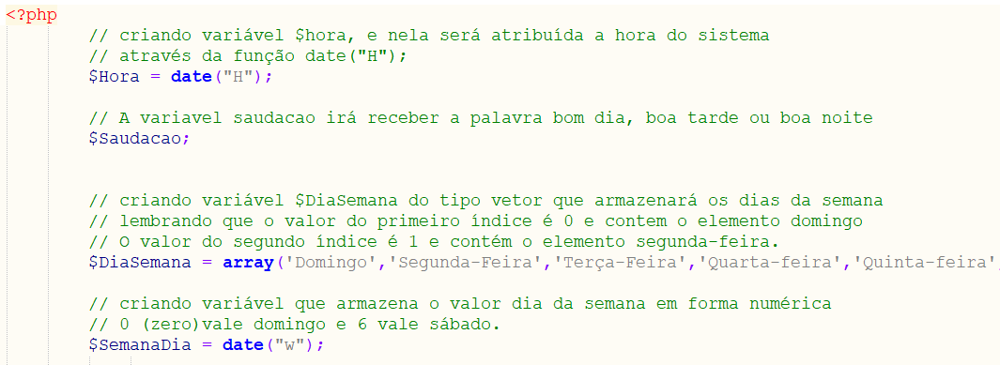 <?php
// criando variável $hora, e nela será atribuída a hora do sistema
// através da função date("H");
$Hora = date("H");
// A variavel saudacao irá receber a palavra bom dia, boa tarde ou boa noite
$Saudacao;
// criando variável $DiaSemana do tipo vetor que armazenará os dias da semana
// lembrando que o valor do primeiro índice é 0 e contem o elemento domingo
// O valor do segundo índice é 1 e contém o elemento segunda-feira.
$DiaSemana = array('Domingo','Segunda-Feira','Terça-Feira','Quarta-feira','Quinta-feira',
// criando variável que armazena o valor dia da semana em forma numérica
// 0 (zero)vale domingo e 6 vale sábado.
$SemanaDia = date("w");